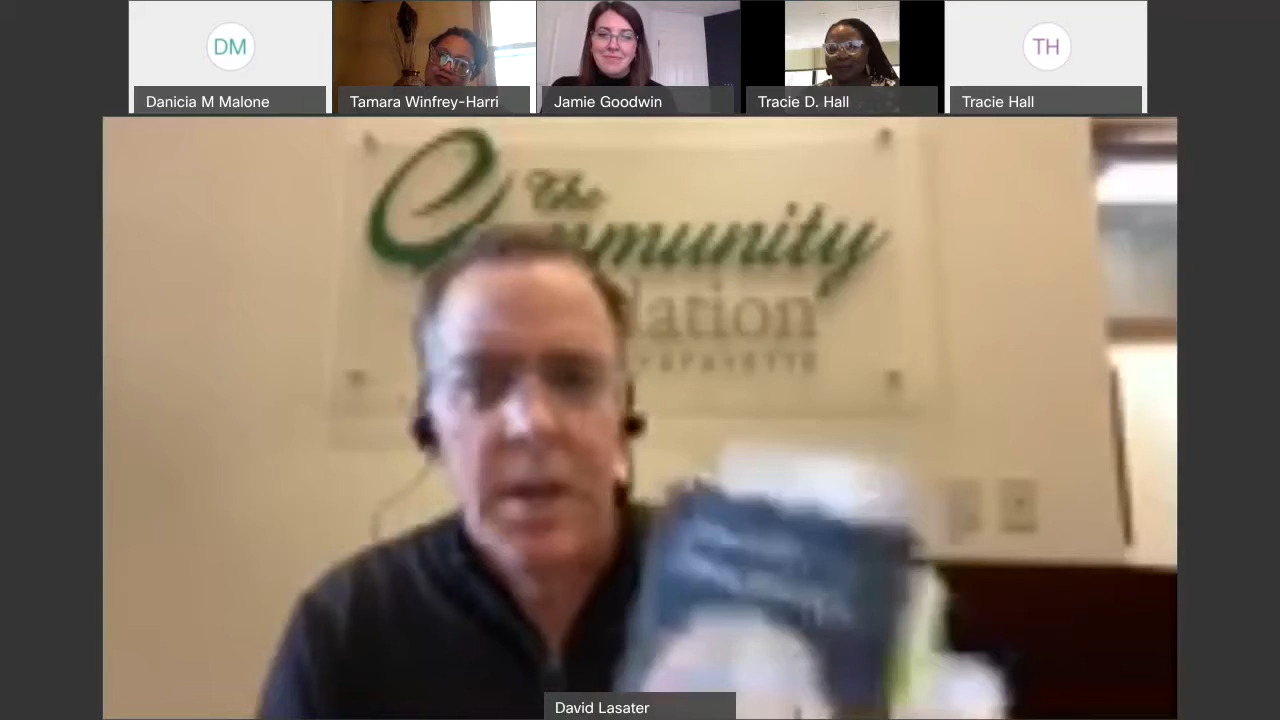 DM
Danicia M Malone
Tamara Winfrey-Harri
Jamie Goodwin
Tracie D. Hall
TH
Tracie Hall
The
Community
dation
David Lasater